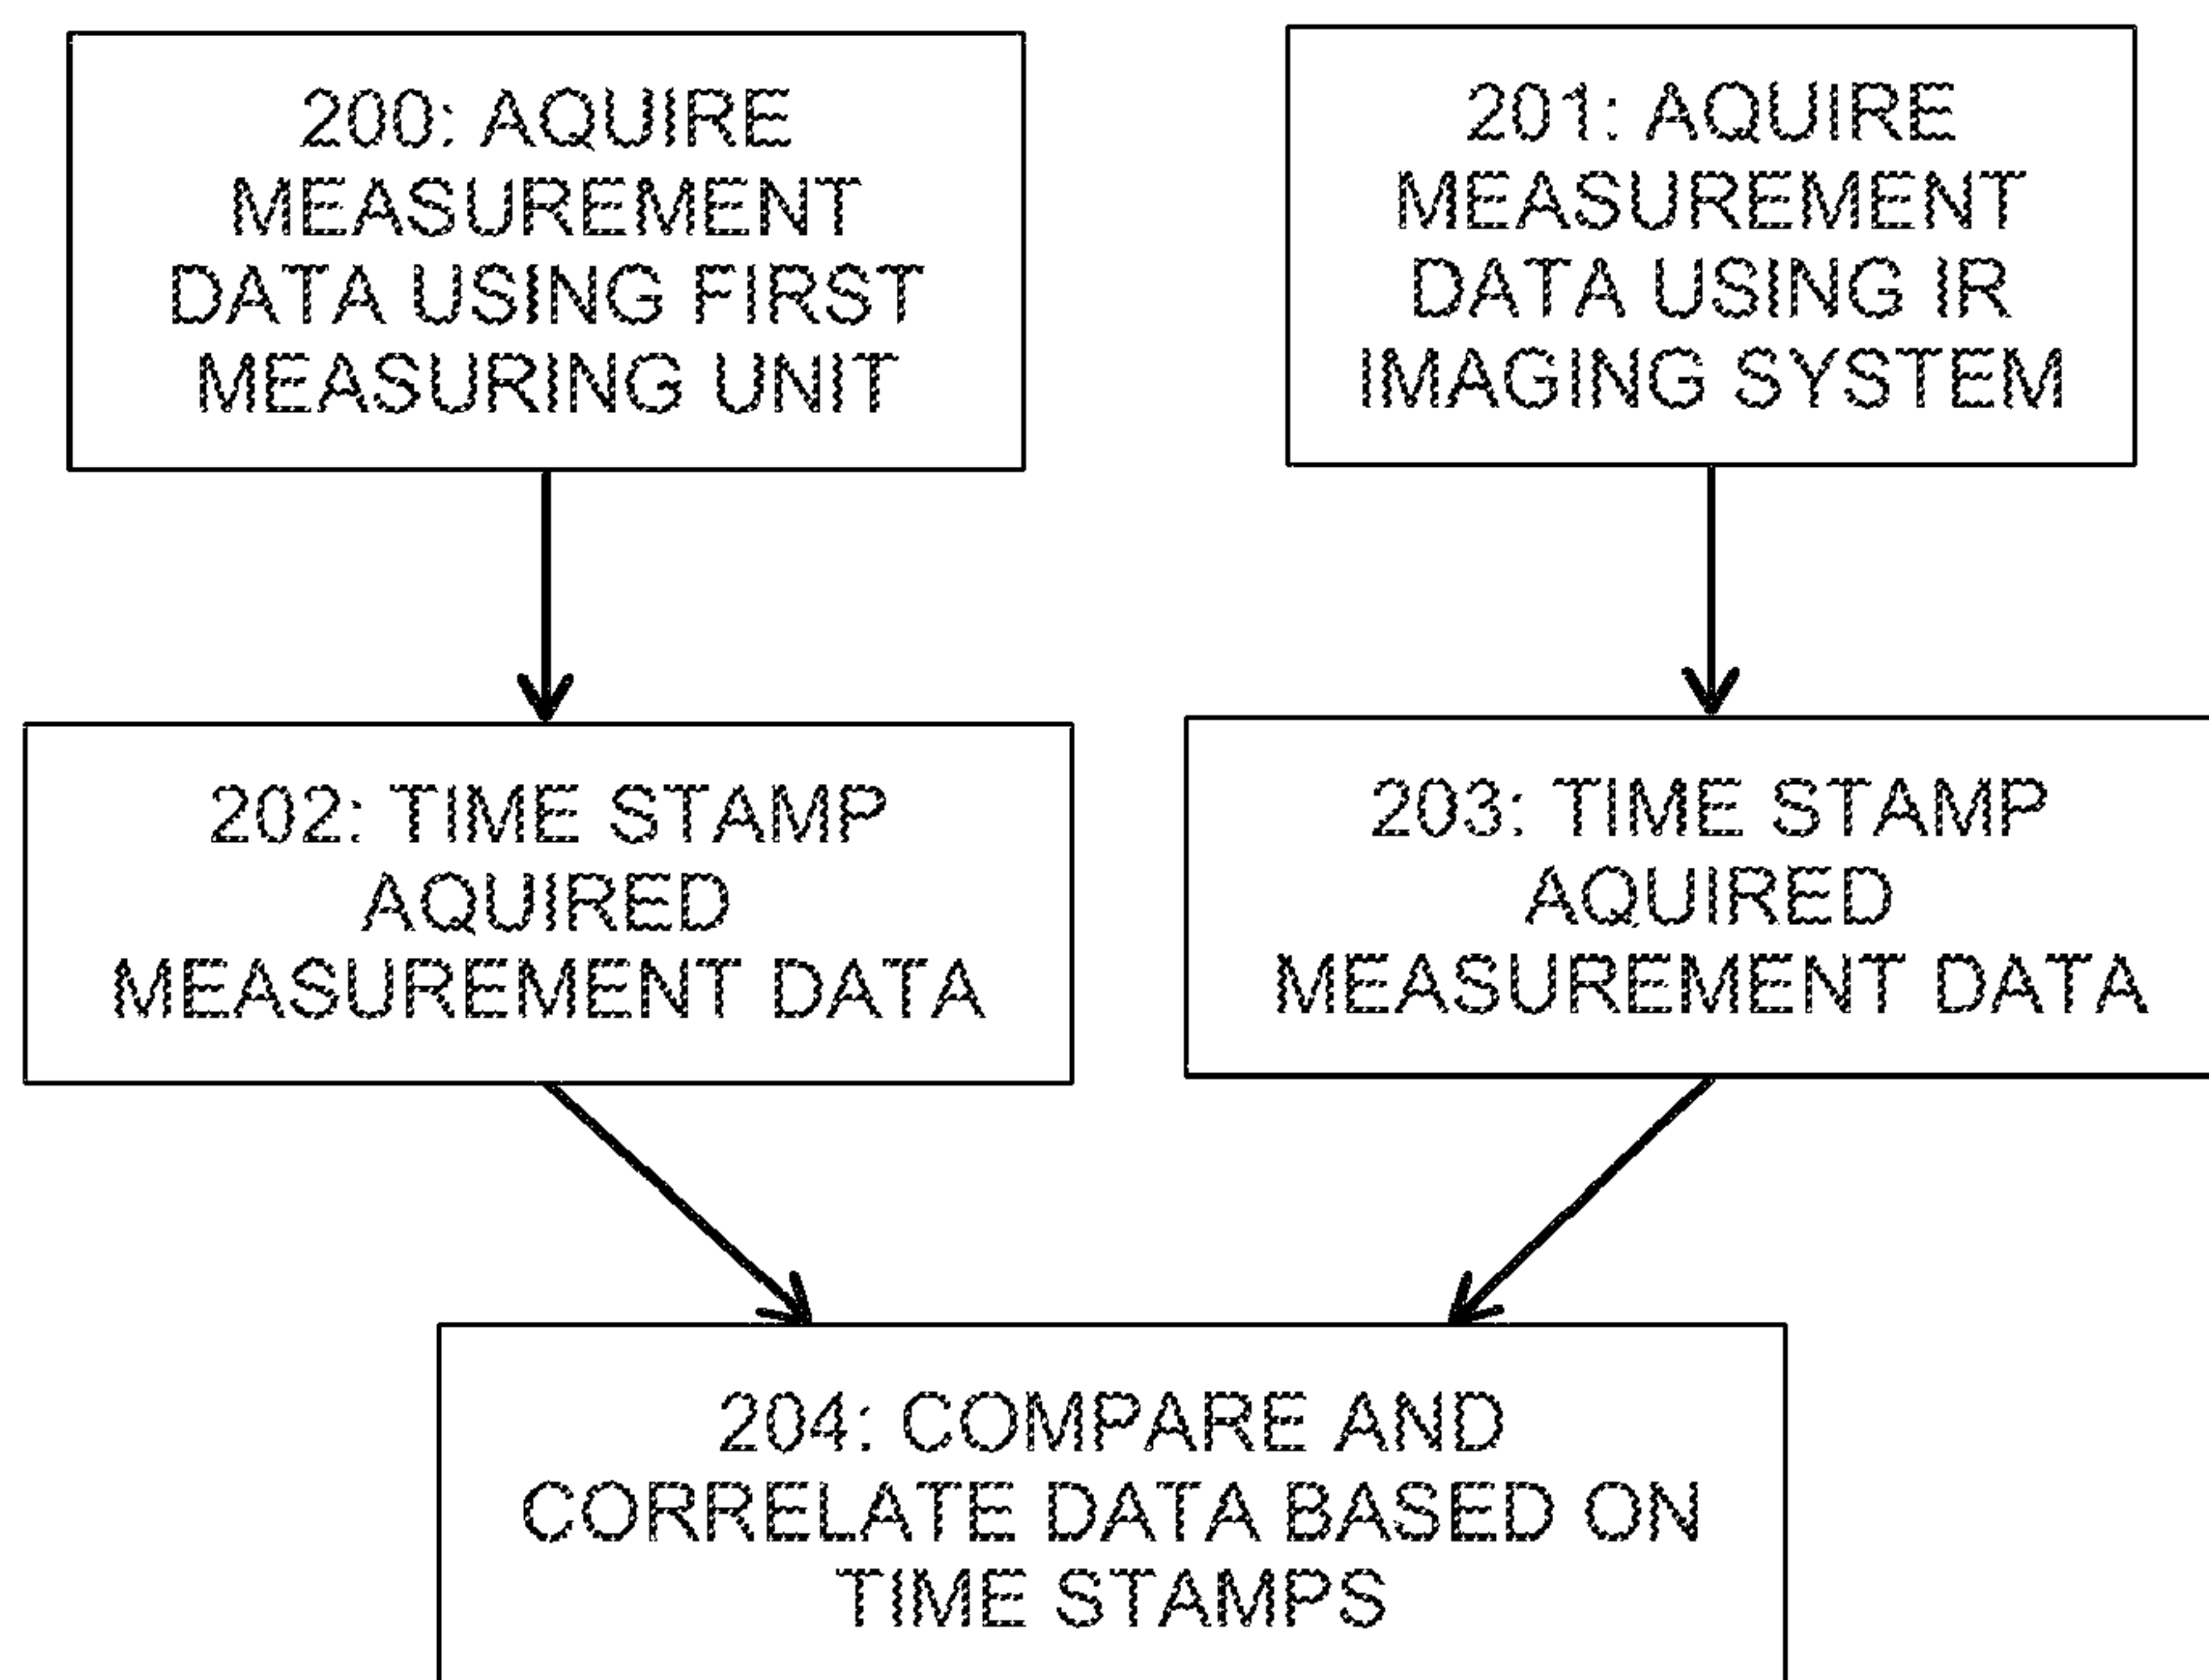 200: AQUIRE
MEASUREMENT
DATA USING FIRST
MEASURING UNIT
201: AQUIRE
MEASUREMENT
DATA USING IR
IMAGING SYSTEM
202: TIME STAMP
AQUIRED
MEASUREMENT DATA
203: TIME STAMP
AQUIRED
MEASUREMENT DATA
204: COMPARE AND
CORRELATE DATA BASED ON
TIME STAMPS